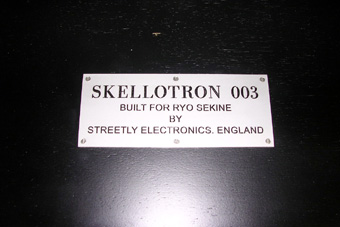 SKELLOTRON 003
BUILT FOR RYO SEKINE
BY
STREETLY ELECTRONICS. ENGLAND